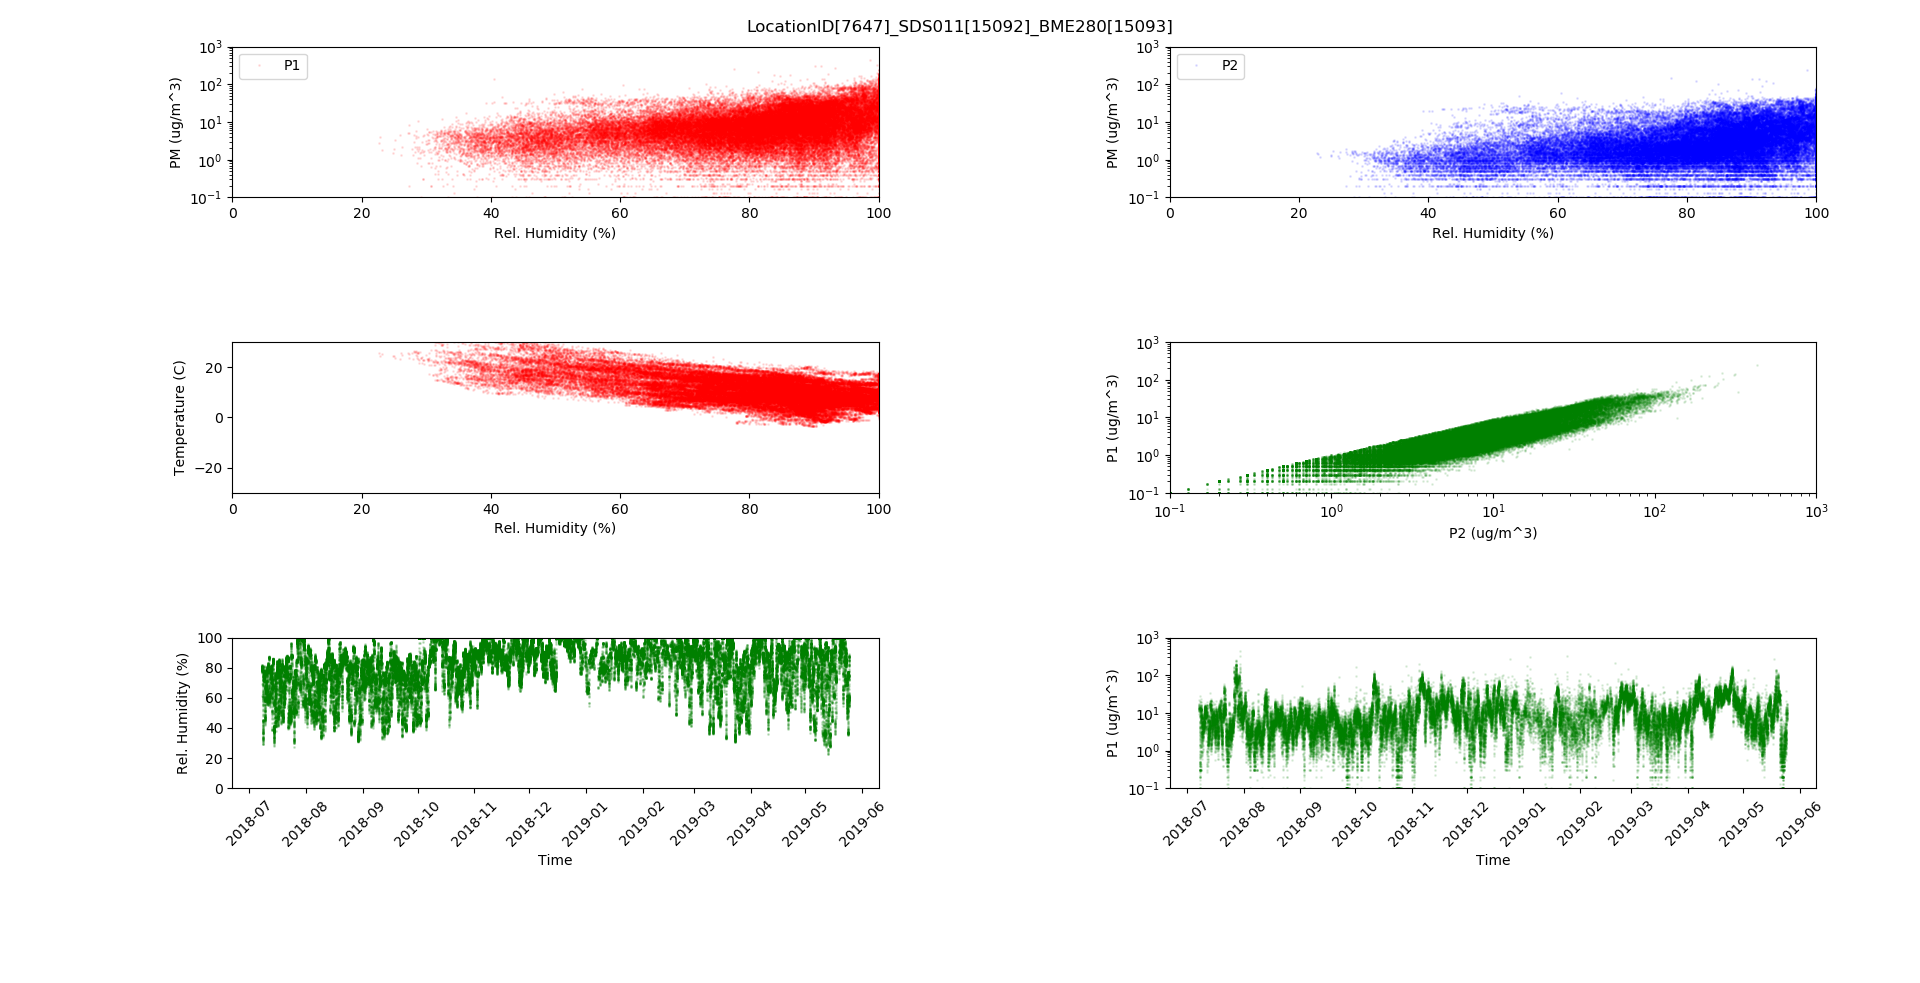 LocationID[7647]_SDS011[15092]_BME280[15093]
PM (ug/m^3)
10^3
10^2
10^1
10^0
10^-1
P1
0 20 40 60 80 100
Rel. Humidity (%)
PM (ug/m^3)
10^3
10^2
10^1
10^0
10^-1
P2
0 20 40 60 80 100
Rel. Humidity (%)
Temperature (C)
20
0
−20
0 20 40 60 80 100
Rel. Humidity (%)
P1 (ug/m^3)
10^3
10^2
10^1
10^0
10^-1
10^-1 10^0 10^1 10^2 10^3
P2 (ug/m^3)
Rel. Humidity (%)
100
80
60
40
20
0
2018-07 2018-08 2018-09 2018-10 2018-11 2018-12 2019-01 2019-02 2019-03 2019-04 2019-05 2019-06
Time
P1 (ug/m^3)
10^3
10^2
10^1
10^0
10^-1
2018-07 2018-08 2018-09 2018-10 2018-11 2018-12 2019-01 2019-02 2019-03 2019-04 2019-05 2019-06
Time